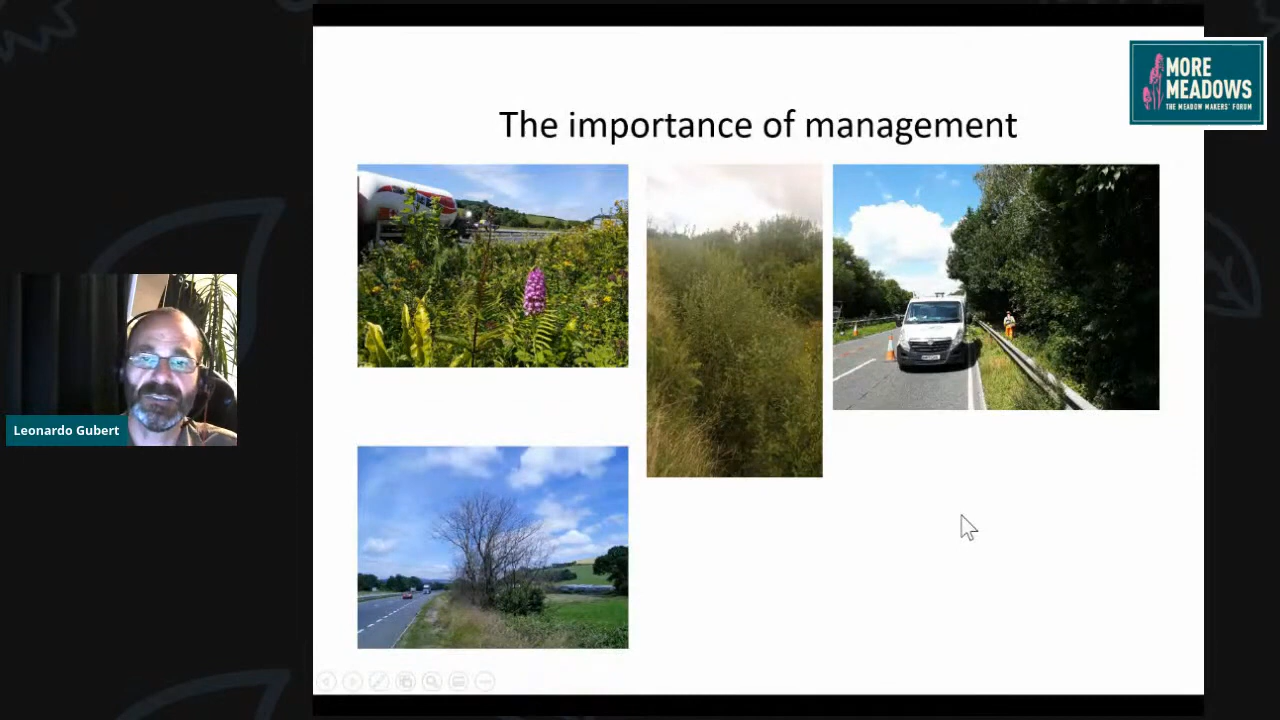 The importance of management
MORE
MEADOWS
THE MEADOW MAKERS' FORUM
Leonardo Gubert